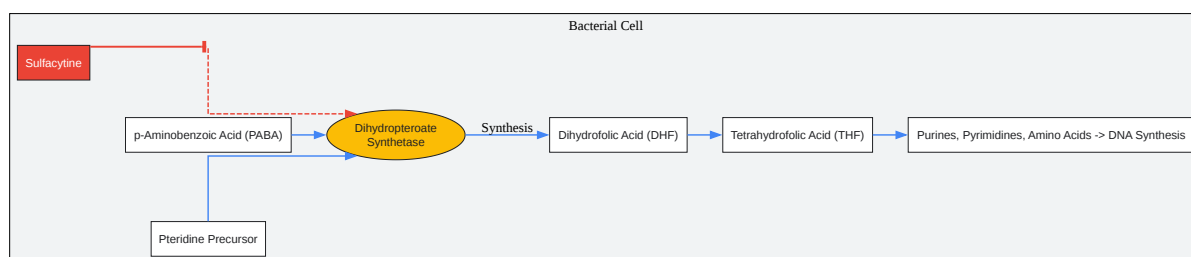 Bacterial Cell
Sulfacytine
p-Aminobenzoic Acid (PABA)
Dihydropteroate
Synthetase
Synthesis
Dihydrofolic Acid (DHF)
Tetrahydrofolic Acid (THF)
Purines, Pyrimidines, Amino Acids -> DNA Synthesis
Pteridine Precursor